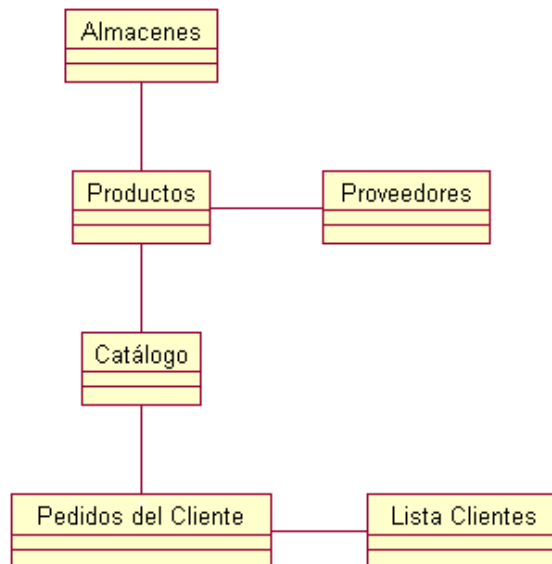 Almacenes
Productos
Proveedores
Catálogo
Pedidos del Cliente
Lista Clientes